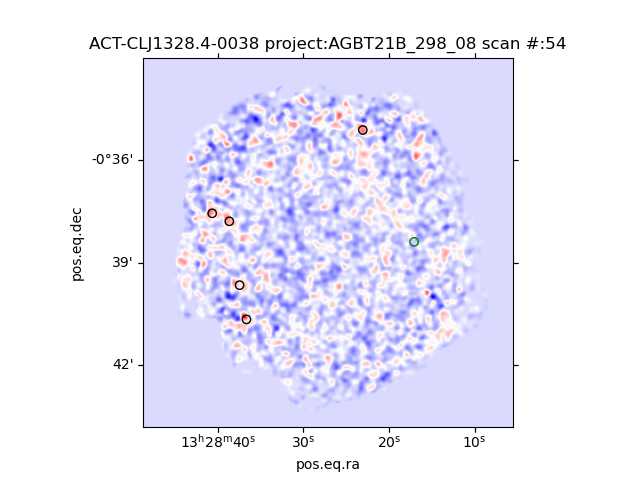 ACT-CLJ1328.4-0038 project:AGBT21B_298_08 scan #:54
pos.eq.dec
-0°36'
39'
42'
13ʰ28ᵐ40ˢ 30ˢ 20ˢ 10ˢ
pos.eq.ra